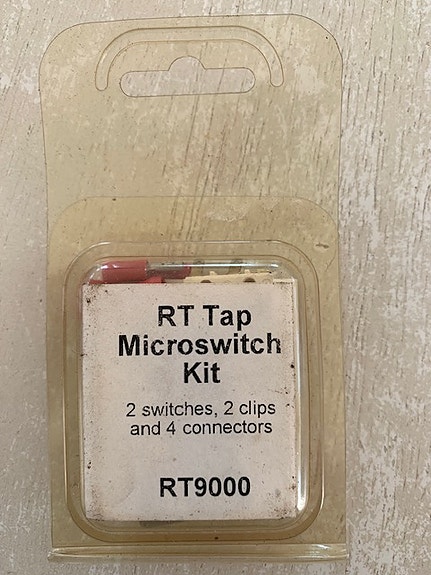 RT Tap
Microswitch
Kit
2 switches, 2 clips
and 4 connectors
RT9000